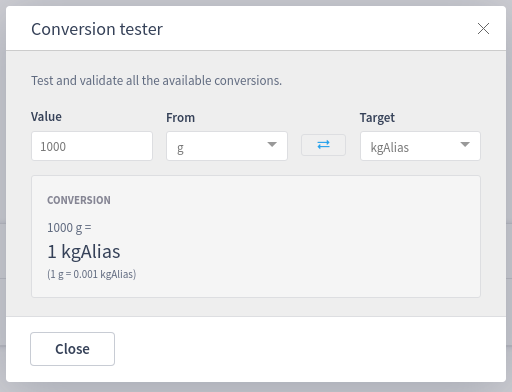 Conversion tester
Test and validate all the available conversions.
Value From Target
1000 g kgAlias
CONVERSION
1000 g =
1 kgAlias
(1 g = 0.001 kgAlias)
Close